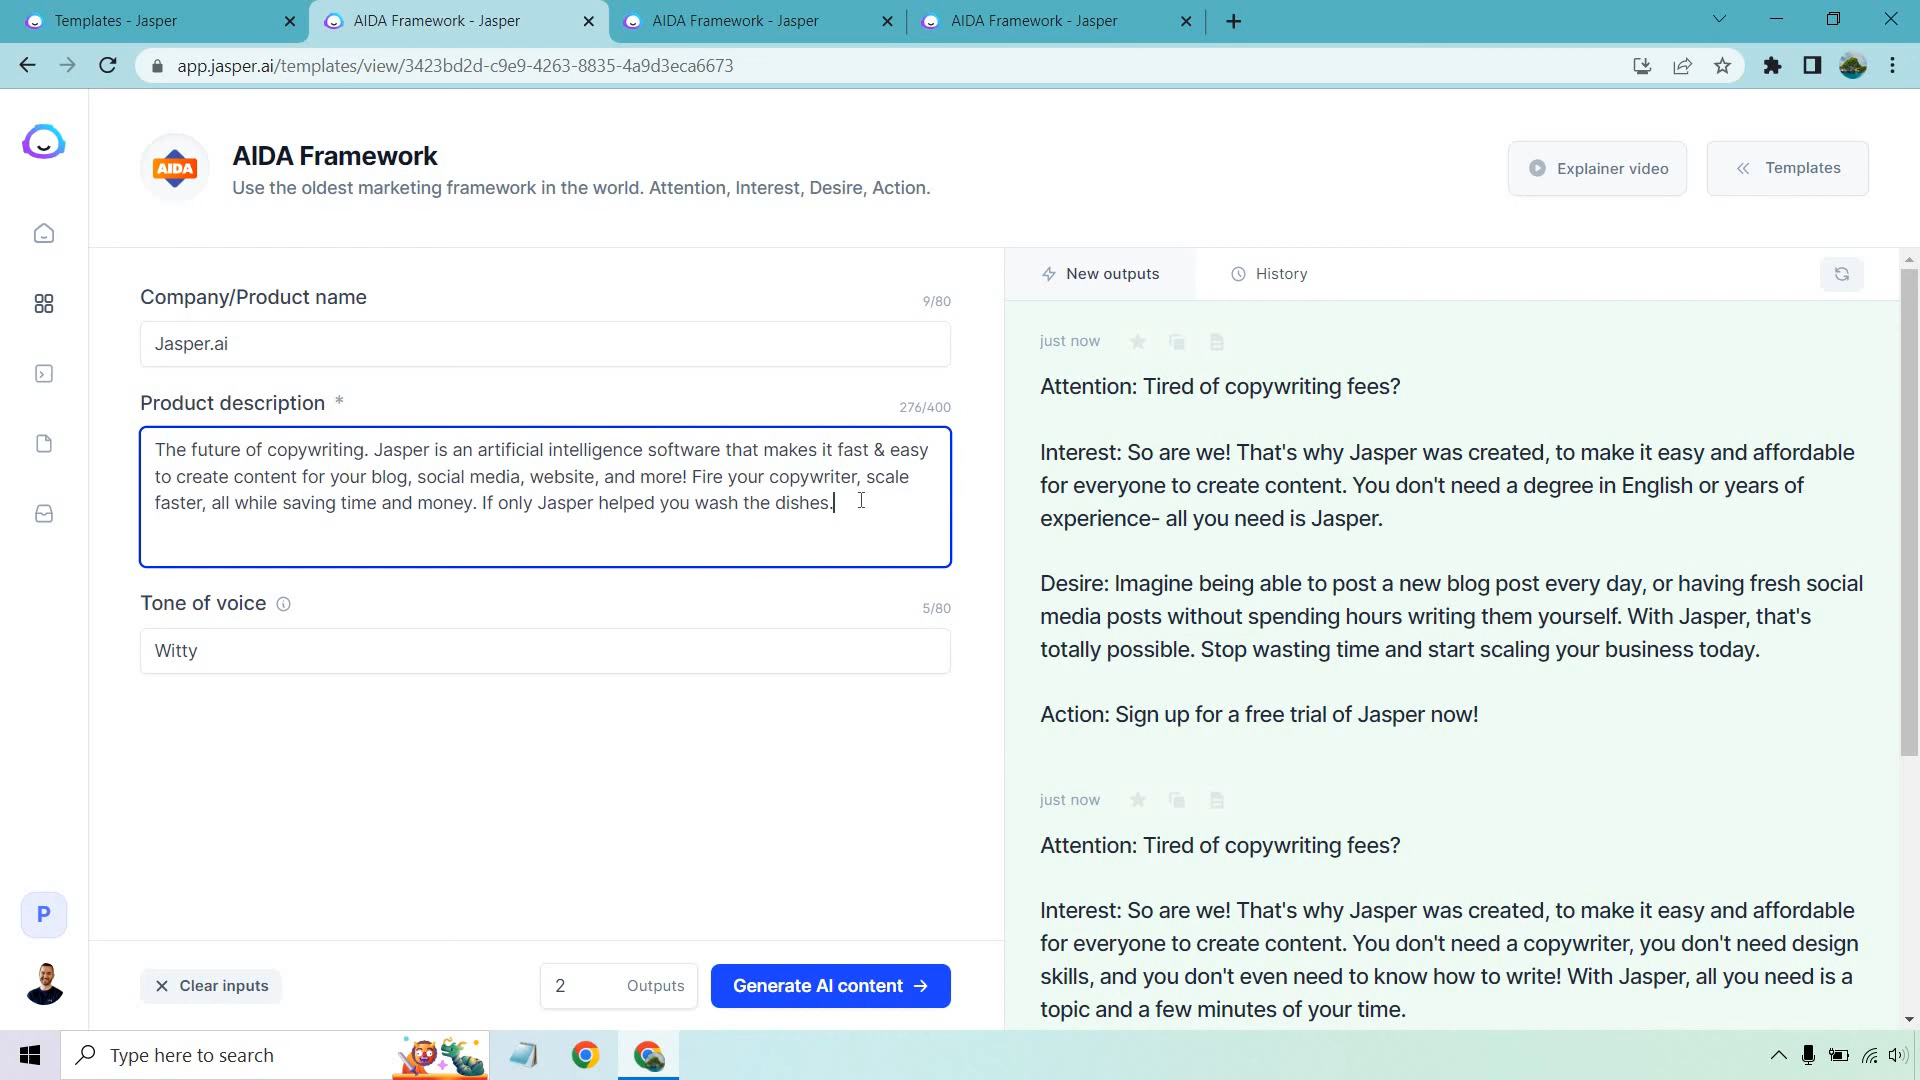 Templates - Jasper
AIDA Framework - Jasper
AIDA Framework - Jasper
AIDA Framework - Jasper
app.jasper.ai/templates/view/3423bd2d-c9e9-4263-8835-4a9d3eca6673
AIDA
AIDA Framework
Use the oldest marketing framework in the world. Attention, Interest, Desire, Action.
Explainer video
Templates
Company/Product name
9/80
Jasper.ai
Product description *
276/400
The future of copywriting. Jasper is an artificial intelligence software that makes it fast & easy
to create content for your blog, social media, website, and more! Fire your copywriter, scale
faster, all while saving time and money. If only Jasper helped you wash the dishes.
Tone of voice
5/80
Witty
Clear inputs
2 Outputs
Generate AI content
New outputs
History
just now
Attention: Tired of copywriting fees?
Interest: So are we! That's why Jasper was created, to make it easy and affordable
for everyone to create content. You don't need a degree in English or years of
experience- all you need is Jasper.
Desire: Imagine being able to post a new blog post every day, or having fresh social
media posts without spending hours writing them yourself. With Jasper, that's
totally possible. Stop wasting time and start scaling your business today.
Action: Sign up for a free trial of Jasper now!
just now
Attention: Tired of copywriting fees?
Interest: So are we! That's why Jasper was created, to make it easy and affordable
for everyone to create content. You don't need a copywriter, you don't need design
skills, and you don't even need to know how to write! With Jasper, all you need is a
topic and a few minutes of your time.
P
Type here to search